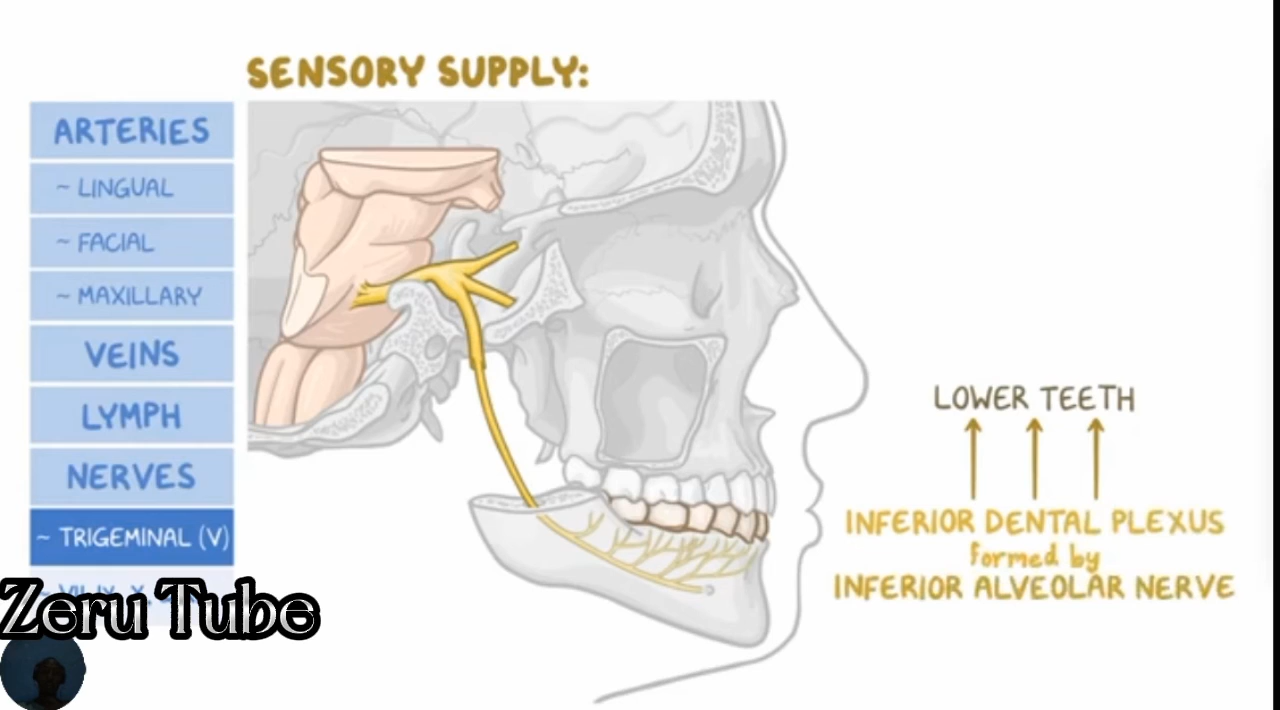 SENSORY SUPPLY:
ARTERIES
~ LINGUAL
~ FACIAL
~ MAXILLARY
VEINS
LYMPH
NERVES
~ TRIGEMINAL (V)
Zeru Tube
LOWER TEETH
INFERIOR DENTAL PLEXUS
formed by
INFERIOR ALVEOLAR NERVE